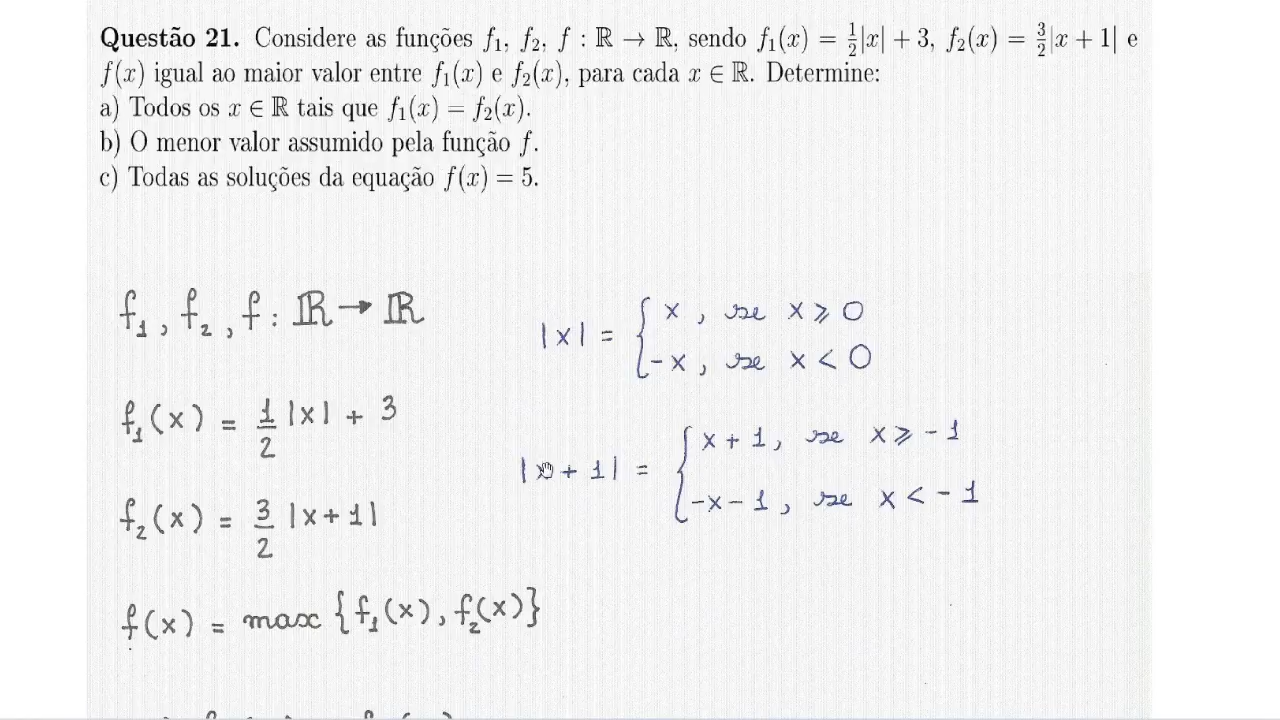 Questão 21. Considere as funções f₁, f₂, f : ℝ → ℝ, sendo f₁(x) = ½|x| + 3, f₂(x) = 3/2|x + 1| e
f(x) igual ao maior valor entre f₁(x) e f₂(x), para cada x ∈ ℝ. Determine:
a) Todos os x ∈ ℝ tais que f₁(x) = f₂(x).
b) O menor valor assumido pela função f.
c) Todas as soluções da equação f(x) = 5.
f₁, f₂, f : ℝ → ℝ
f₁(x) = 1/2 |x| + 3
f₂(x) = 3/2 |x+1|
f(x) = max {f₁(x), f₂(x)}
|x| = { x, se x ⩾ 0
-x, se x < 0
|x + 1| = { x + 1, se x ⩾ -1
-x - 1, se x < -1